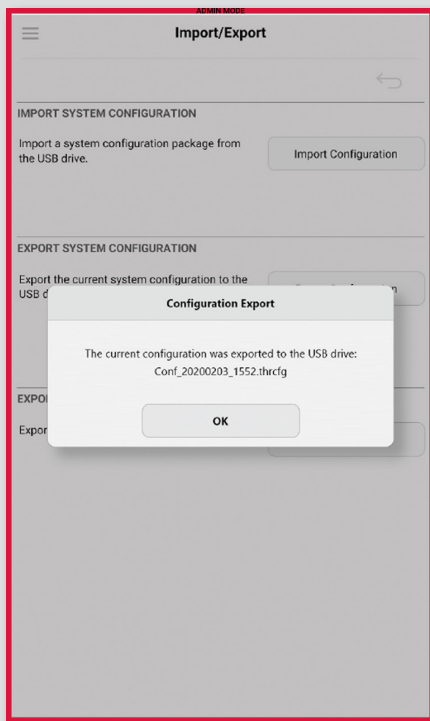 ADMIN MODE
Import/Export
IMPORT SYSTEM CONFIGURATION
Import a system configuration package from
the USB drive.
Import Configuration
EXPORT SYSTEM CONFIGURATION
Export the current system configuration to the
USB
Configuration Export
The current configuration was exported to the USB drive:
Conf_20200203_1552.thrcfg
OK